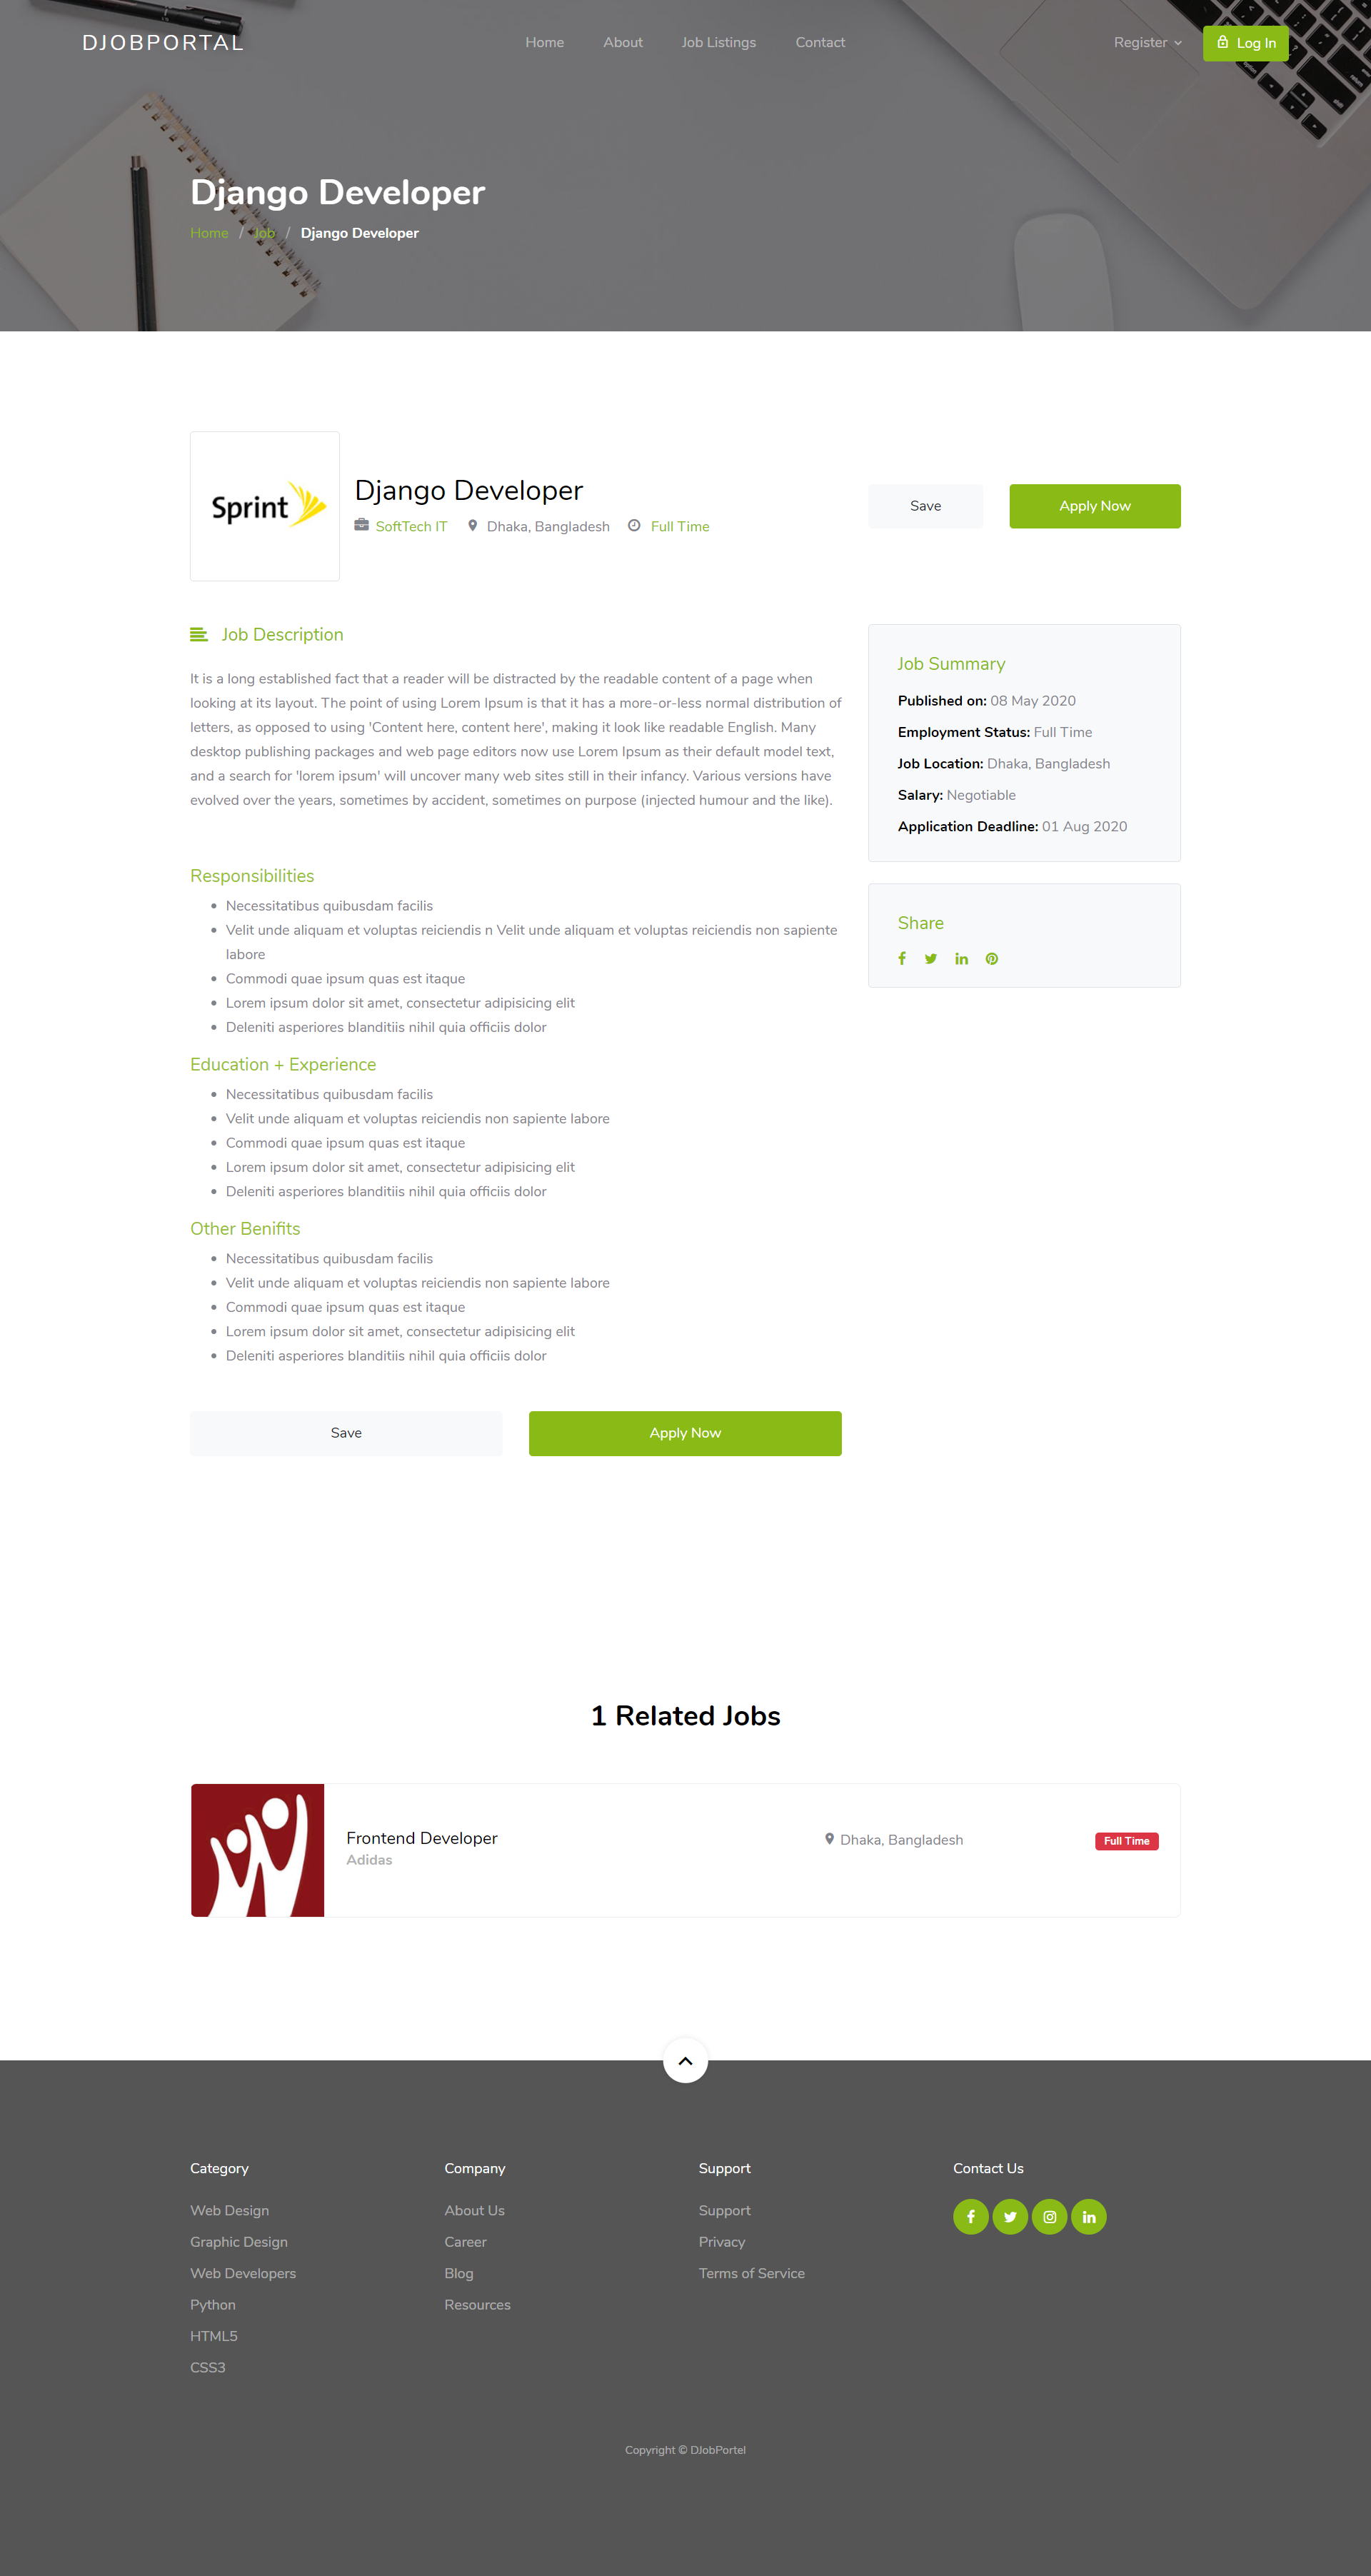 DJOBPORTAL
Home About Job Listings Contact
Register Log In
Django Developer
Home / Job / Django Developer
Sprint
Django Developer
SoftTech IT Dhaka, Bangladesh Full Time
Save Apply Now
Job Description
It is a long established fact that a reader will be distracted by the readable content of a page when
looking at its layout. The point of using Lorem Ipsum is that it has a more-or-less normal distribution of
letters, as opposed to using 'Content here, content here', making it look like readable English. Many
desktop publishing packages and web page editors now use Lorem Ipsum as their default model text,
and a search for 'lorem ipsum' will uncover many web sites still in their infancy. Various versions have
evolved over the years, sometimes by accident, sometimes on purpose (injected humour and the like).
Responsibilities
• Necessitatibus quibusdam facilis
• Velit unde aliquam et voluptas reiciendis n Velit unde aliquam et voluptas reiciendis non sapiente
labore
• Commodi quae ipsum quas est itaque
• Lorem ipsum dolor sit amet, consectetur adipisicing elit
• Deleniti asperiores blanditiis nihil quia officiis dolor
Education + Experience
• Necessitatibus quibusdam facilis
• Velit unde aliquam et voluptas reiciendis non sapiente labore
• Commodi quae ipsum quas est itaque
• Lorem ipsum dolor sit amet, consectetur adipisicing elit
• Deleniti asperiores blanditiis nihil quia officiis dolor
Other Benifits
• Necessitatibus quibusdam facilis
• Velit unde aliquam et voluptas reiciendis non sapiente labore
• Commodi quae ipsum quas est itaque
• Lorem ipsum dolor sit amet, consectetur adipisicing elit
• Deleniti asperiores blanditiis nihil quia officiis dolor
Save Apply Now
Job Summary
Published on: 08 May 2020
Employment Status: Full Time
Job Location: Dhaka, Bangladesh
Salary: Negotiable
Application Deadline: 01 Aug 2020
Share
1 Related Jobs
Frontend Developer
Adidas
Dhaka, Bangladesh
Full Time
Category
Web Design
Graphic Design
Web Developers
Python
HTML5
CSS3
Company
About Us
Career
Blog
Resources
Support
Support
Privacy
Terms of Service
Contact Us
Copyright © DJobPortel